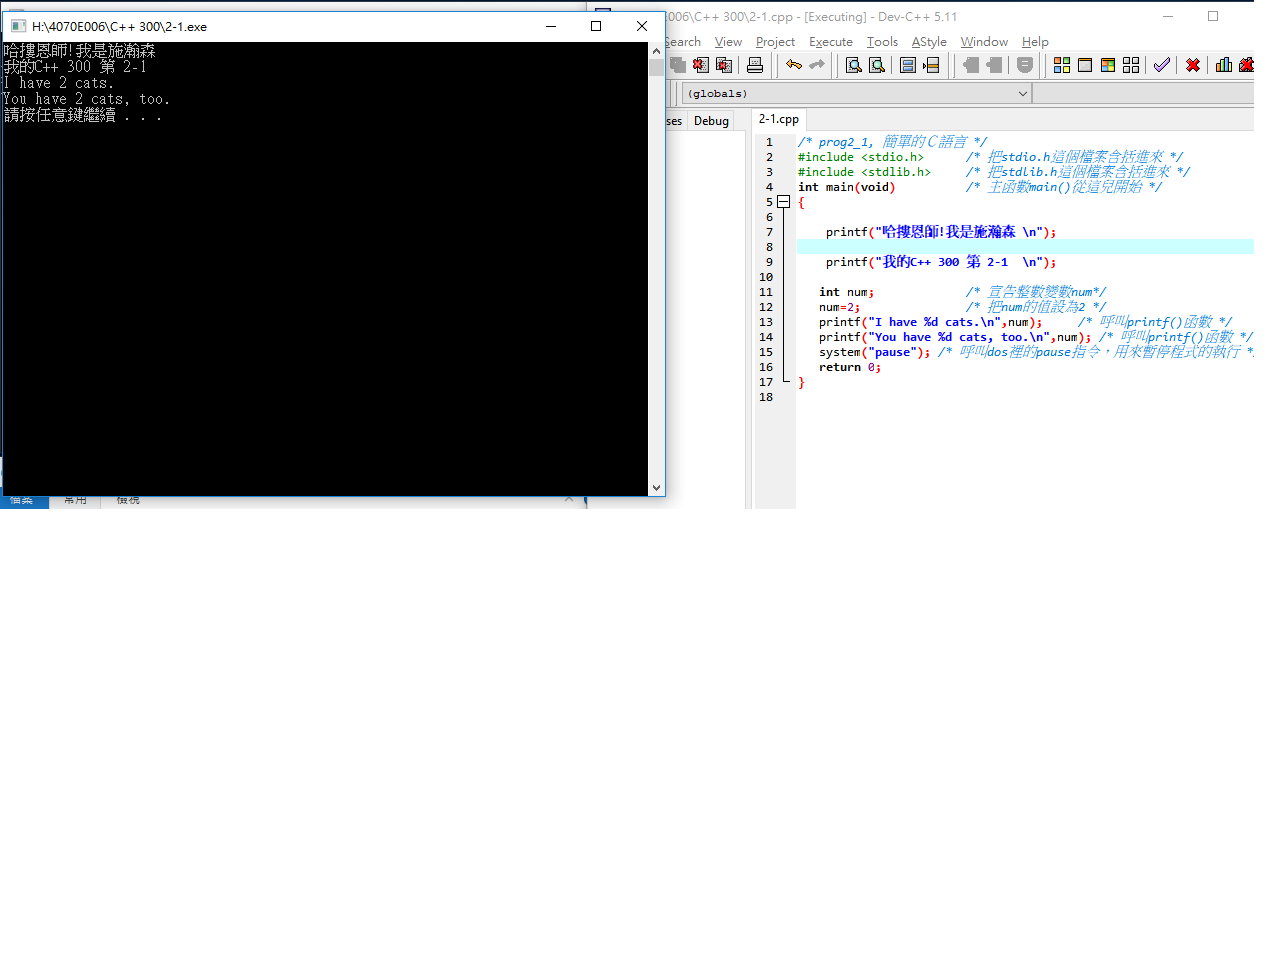 H:\4070E006\C++ 300\2-1.exe
哈摟恩師!我是施瀚森
我的C++ 300 第 2-1
I have 2 cats.
You have 2 cats, too.
請按任意鍵繼續 . . .
檔案 常用 檢視
E006\C++ 300\2-1.cpp - [Executing] - Dev-C++ 5.11
Search View Project Execute Tools AStyle Window Help
(globals)
ses Debug
2-1.cpp
1 /* prog2_1, 簡單的Ｃ語言 */
2 #include <stdio.h> /* 把stdio.h這個檔案含括進來 */
3 #include <stdlib.h> /* 把stdlib.h這個檔案含括進來 */
4 int main(void) /* 主函數main()從這兒開始 */
5 {
6
7 printf("哈摟恩師!我是施瀚森 \n");
8
9 printf("我的C++ 300 第 2-1  \n");
10
11 int num; /* 宣告整數變數num*/
12 num=2; /* 把num的值設為2 */
13 printf("I have %d cats.\n",num); /* 呼叫printf()函數 */
14 printf("You have %d cats, too.\n",num); /* 呼叫printf()函數 */
15 system("pause"); /* 呼叫dos裡的pause指令，用來暫停程式的執行 */
16 return 0;
17 }
18